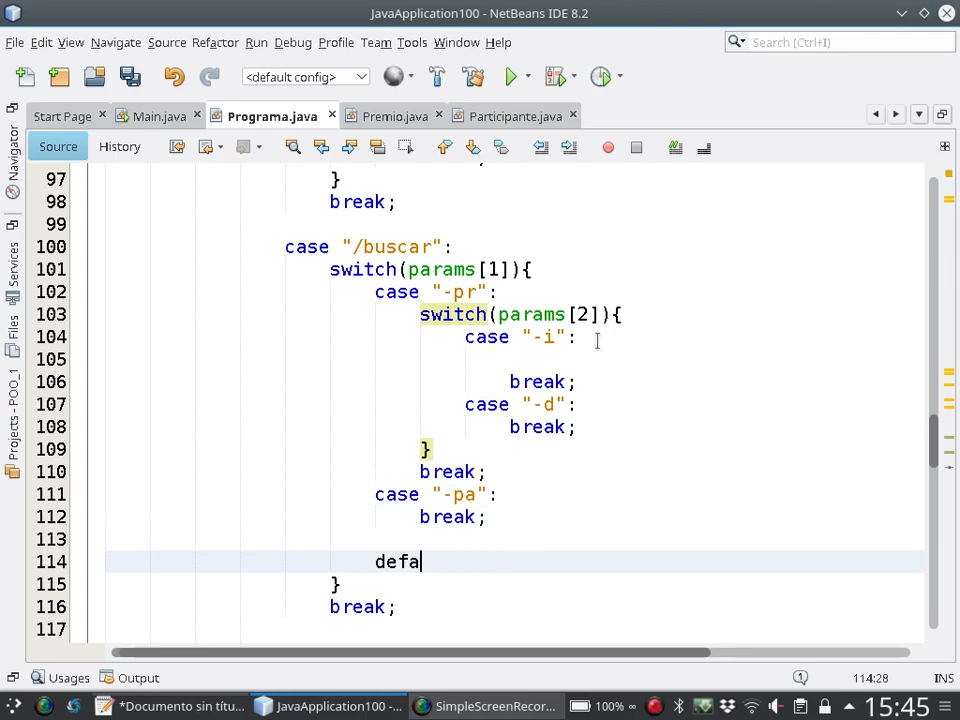 JavaApplication100 - NetBeans IDE 8.2
File Edit View Navigate Source Refactor Run Debug Profile Team Tools Window Help
Search (Ctrl+I)
<default config>
Start Page Main.java Programa.java Premio.java Participante.java
Source History
Navigator
Services
Files
Projects - POO_1
97 }
98 break;
99
100 case "/buscar":
101 switch(params[1]){
102 case "-pr":
103 switch(params[2]){
104 case "-i":
105
106 break;
107 case "-d":
108 break;
109 }
110 break;
111 case "-pa":
112 break;
113
114 defa
115 }
116 break;
117
Usages Output
1 114:28 INS
*Documento sin títu... JavaApplication100 -... SimpleScreenRecor... 100% 15:45